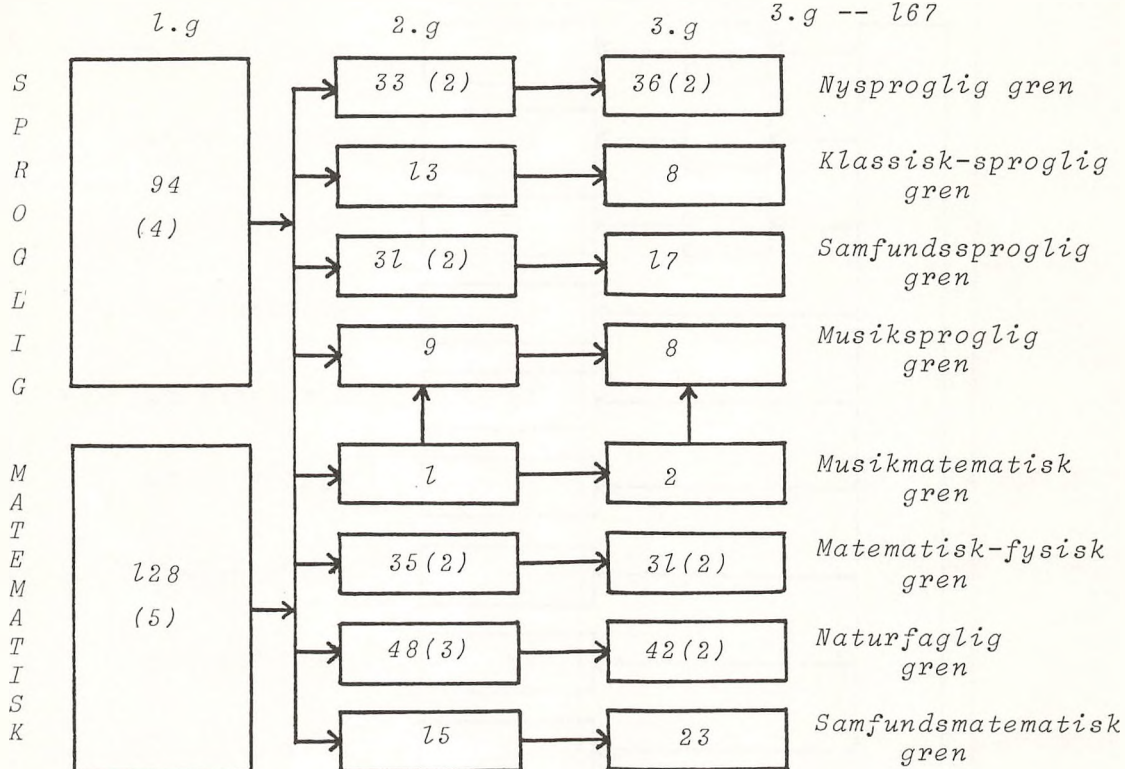 3.g -- 167
1.g 2.g 3.g
SPROGLIG
94
(4)
33 (2) 36(2) Nysproglig gren
13 8 Klassisk-sproglig
gren
31 (2) 17 Samfundssproglig
gren
9 8 Musiksproglig
gren
MATEMATISK
128
(5)
1 2 Musikmatematisk
gren
35(2) 31(2) Matematisk-fysisk
gren
48(3) 42(2) Naturfaglig
gren
15 23 Samfundsmatematisk
gren